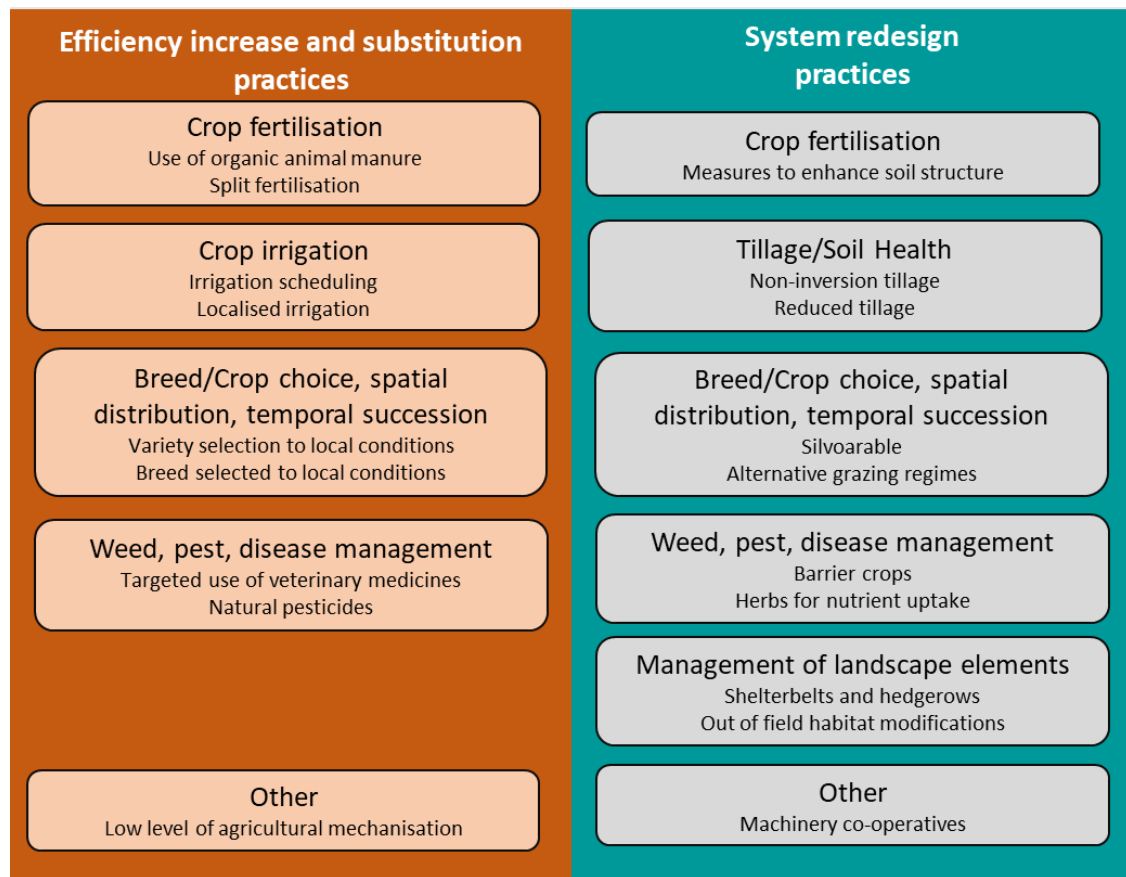 Efficiency increase and substitution
practices
Crop fertilisation
Use of organic animal manure
Split fertilisation
Crop irrigation
Irrigation scheduling
Localised irrigation
Breed/Crop choice, spatial
distribution, temporal succession
Variety selection to local conditions
Breed selected to local conditions
Weed, pest, disease management
Targeted use of veterinary medicines
Natural pesticides
Other
Low level of agricultural mechanisation
System redesign
practices
Crop fertilisation
Measures to enhance soil structure
Tillage/Soil Health
Non-inversion tillage
Reduced tillage
Breed/Crop choice, spatial
distribution, temporal succession
Silvoarable
Alternative grazing regimes
Weed, pest, disease management
Barrier crops
Herbs for nutrient uptake
Management of landscape elements
Shelterbelts and hedgerows
Out of field habitat modifications
Other
Machinery co-operatives